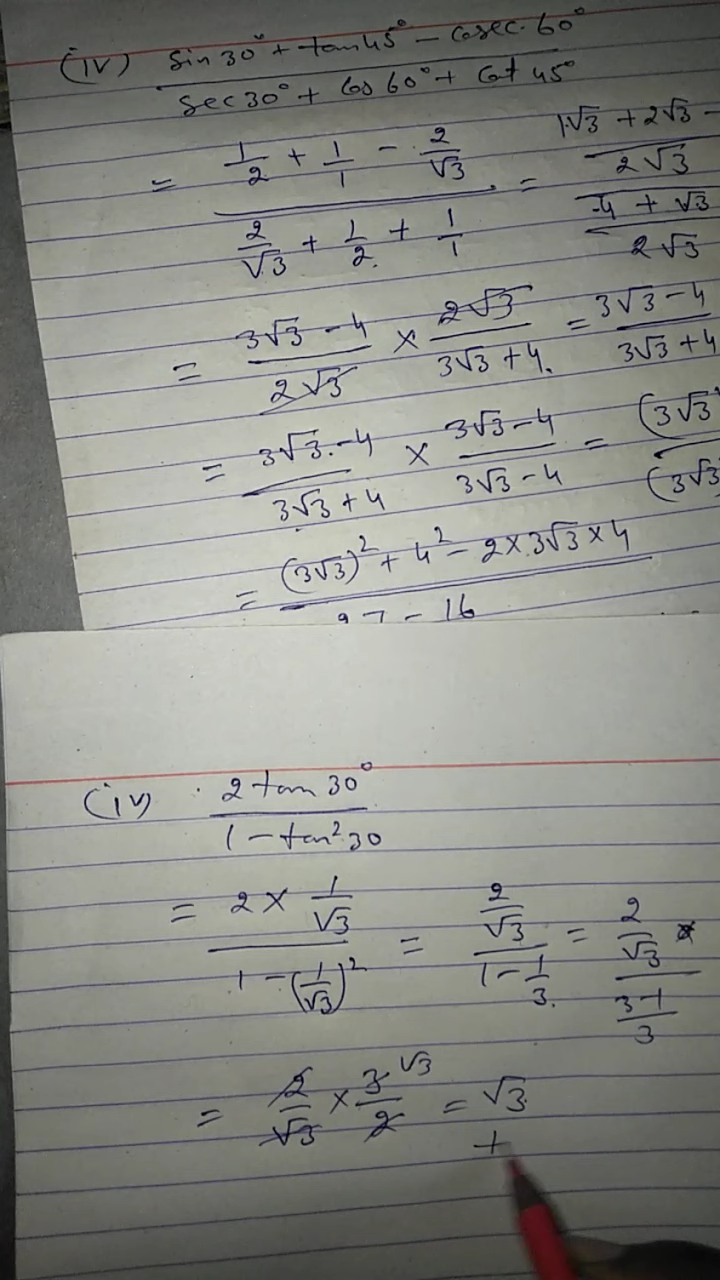 (iv) (sin 30° + tan 45° - cosec. 60°) / (sec 30° + cos 60° + cot 45°)
= (1/2 + 1/1 - 2/√3) / (2/√3 + 1/2. + 1/1) = ((1√3 + 2√3 -) / 2√3) / ((4 + √3) / 2√3)
= (3√3 - 4) / 2√3 × 2√3 / (3√3 + 4.) = (3√3 - 4) / (3√3 + 4)
= (3√3. - 4) / (3√3 + 4) × (3√3 - 4) / (3√3 - 4) = (3√3 / (3√3
= ((3√3)² + 4² - 2 × 3√3 × 4) / (27 - 16)
(iv) 2 tan 30° / (1 - tan² 30)
= (2 × 1/√3) / (1 - (1/√3)²) = (2/√3) / (1 - 1/3.) = (2/√3) / ((3-1)/3)
= 2/√3 × 3/2 √3 = √3